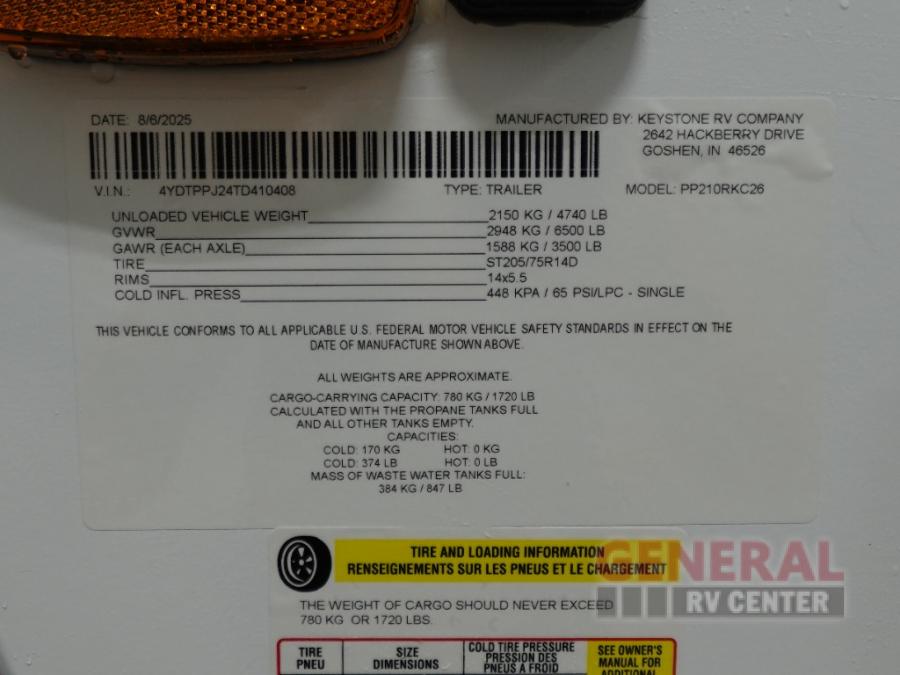 DATE: 8/6/2025 MANUFACTURED BY: KEYSTONE RV COMPANY
2642 HACKBERRY DRIVE
GOSHEN, IN 46526
V.I.N.: 4YDTPPJ24TD410408 TYPE: TRAILER MODEL: PP210RKC26
UNLOADED VEHICLE WEIGHT 2150 KG / 4740 LB
GVWR 2948 KG / 6500 LB
GAWR (EACH AXLE) 1588 KG / 3500 LB
TIRE ST205/75R14D
RIMS 14x5.5
COLD INFL. PRESS 448 KPA / 65 PSI/LPC - SINGLE
THIS VEHICLE CONFORMS TO ALL APPLICABLE U.S. FEDERAL MOTOR VEHICLE SAFETY STANDARDS IN EFFECT ON THE
DATE OF MANUFACTURE SHOWN ABOVE.
ALL WEIGHTS ARE APPROXIMATE.
CARGO-CARRYING CAPACITY: 780 KG / 1720 LB
CALCULATED WITH THE PROPANE TANKS FULL
AND ALL OTHER TANKS EMPTY.
CAPACITIES:
COLD: 170 KG HOT: 0 KG
COLD: 374 LB HOT: 0 LB
MASS OF WASTE WATER TANKS FULL:
384 KG / 847 LB
TIRE AND LOADING INFORMATION
RENSEIGNEMENTS SUR LES PNEUS ET LE CHARGEMENT
GENERAL
RV CENTER
THE WEIGHT OF CARGO SHOULD NEVER EXCEED
780 KG OR 1720 LBS.
TIRE
PNEU
SIZE
DIMENSIONS
COLD TIRE PRESSURE
PRESSION DES
PNEUS A FROID
SEE OWNER'S
MANUAL FOR
ADDITIONAL